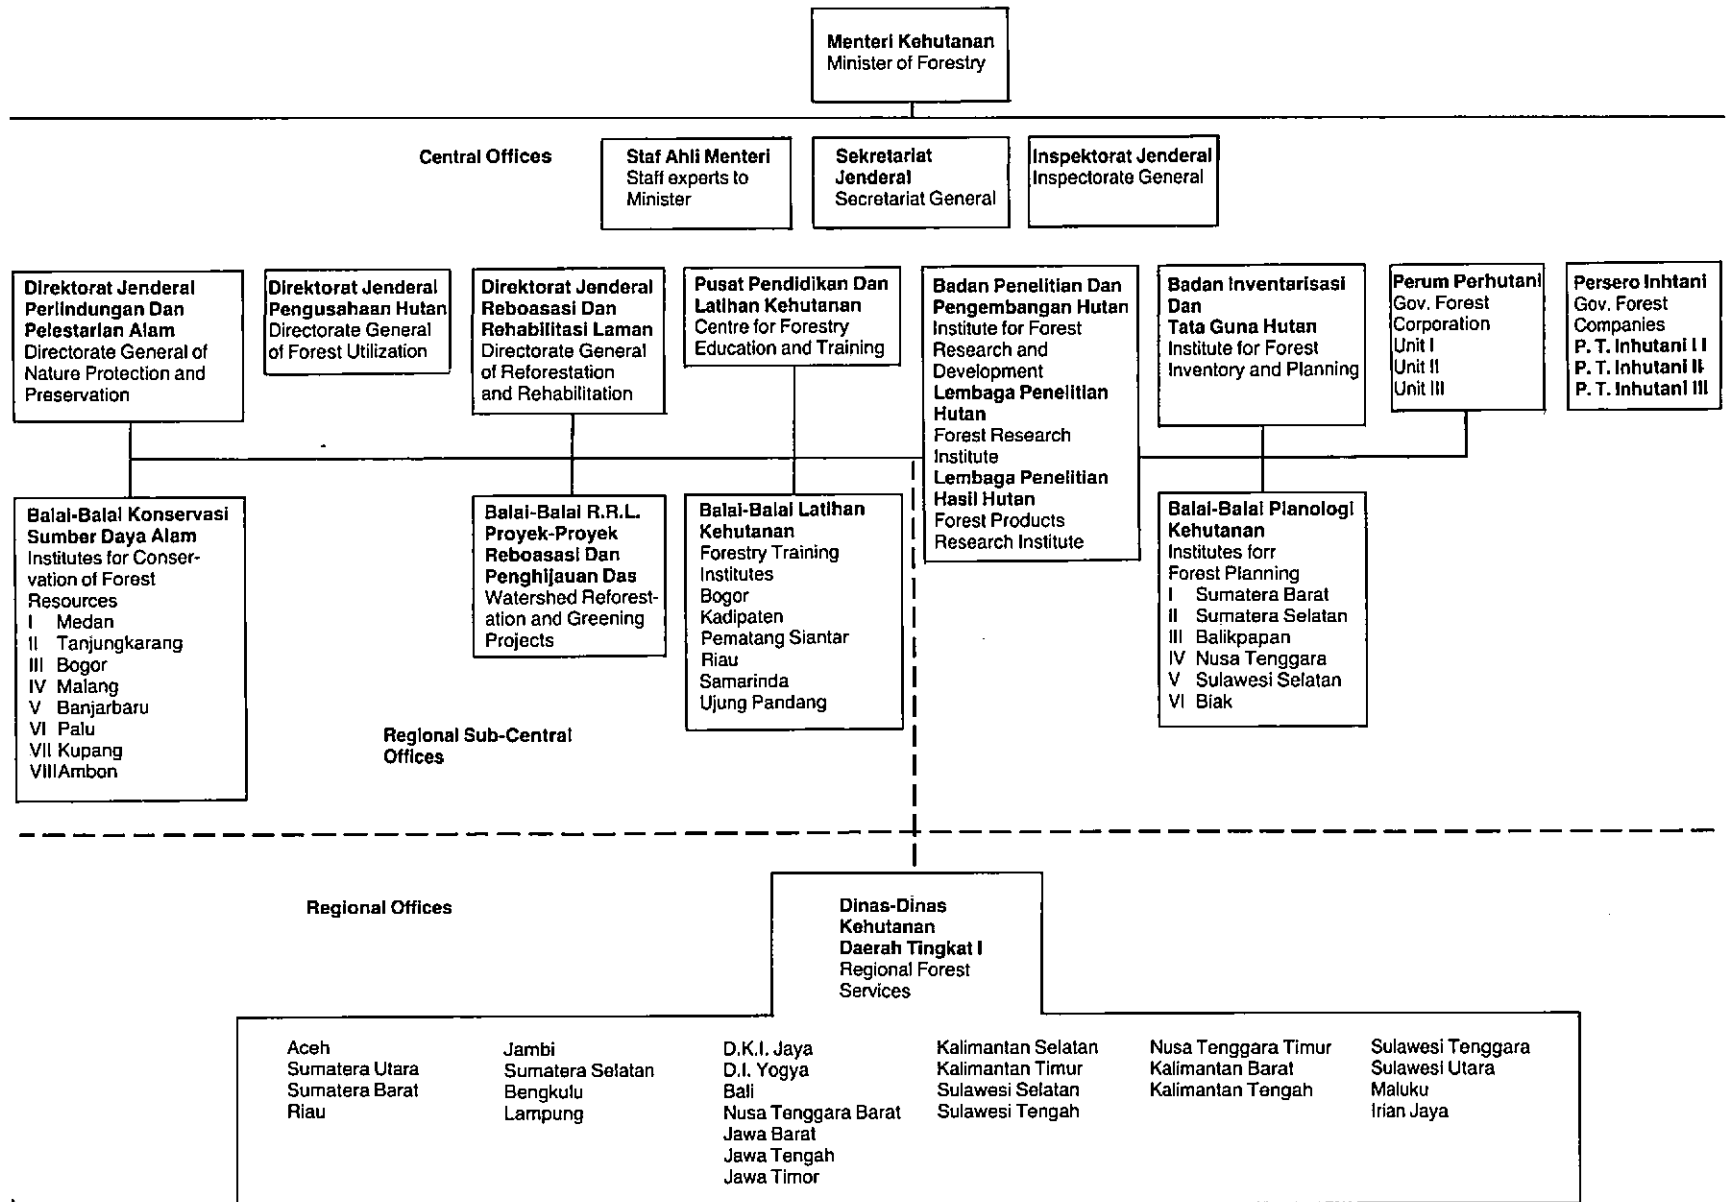 Menteri Kehutanan
Minister of Forestry
Central Offices
Staf Ahli Menteri
Staff experts to
Minister
Sekretariat
Jenderal
Secretariat General
Inspektorat Jenderal
Inspectorate General
Direktorat Jenderal
Perlindungan Dan
Pelestarian Alam
Directorate General of
Nature Protection and
Preservation
Direktorat Jenderal
Pengusahaan Hutan
Directorate General
of Forest Utilization
Direktorat Jenderal
Reboasasi Dan
Rehabilitasi Laman
Directorate General
of Reforestation
and Rehabilitation
Pusat Pendidikan Dan
Latihan Kehutanan
Centre for Forestry
Education and Training
Badan Penelitian Dan
Pengembangan Hutan
Institute for Forest
Research and
Development
Lembaga Penelitian
Hutan
Forest Research
Institute
Lembaga Penelitian
Hasil Hutan
Forest Products
Research Institute
Badan Inventarisasi
Dan
Tata Guna Hutan
Institute for Forest
Inventory and Planning
Perum Perhutani
Gov. Forest
Corporation
Unit I
Unit II
Unit III
Persero Inhtani
Gov. Forest
Companies
P. T. Inhutani I I
P. T. Inhutani II
P. T. Inhutani III
Balai-Balai Konservasi
Sumber Daya Alam
Institutes for Conser-
vation of Forest
Resources
I Medan
II Tanjungkarang
III Bogor
IV Malang
V Banjarbaru
VI Palu
VII Kupang
VIII Ambon
Balai-Balai R.R.L.
Proyek-Proyek
Reboasasi Dan
Penghijauan Das
Watershed Reforest-
ation and Greening
Projects
Balai-Balai Latihan
Kehutanan
Forestry Training
Institutes
Bogor
Kadipaten
Pematang Siantar
Riau
Samarinda
Ujung Pandang
Balai-Balai Planologi
Kehutanan
Institutes forr
Forest Planning
I Sumatera Barat
II Sumatera Selatan
III Balikpapan
IV Nusa Tenggara
V Sulawesi Selatan
VI Biak
Regional Sub-Central
Offices
Regional Offices
Dinas-Dinas
Kehutanan
Daerah Tingkat I
Regional Forest
Services
Aceh
Sumatera Utara
Sumatera Barat
Riau
Jambi
Sumatera Selatan
Bengkulu
Lampung
D.K.I. Jaya
D.I. Yogya
Bali
Nusa Tenggara Barat
Jawa Barat
Jawa Tengah
Jawa Timor
Kalimantan Selatan
Kalimantan Timur
Sulawesi Selatan
Sulawesi Tengah
Nusa Tenggara Timur
Kalimantan Barat
Kalimantan Tengah
Sulawesi Tenggara
Sulawesi Utara
Maluku
Irian Jaya